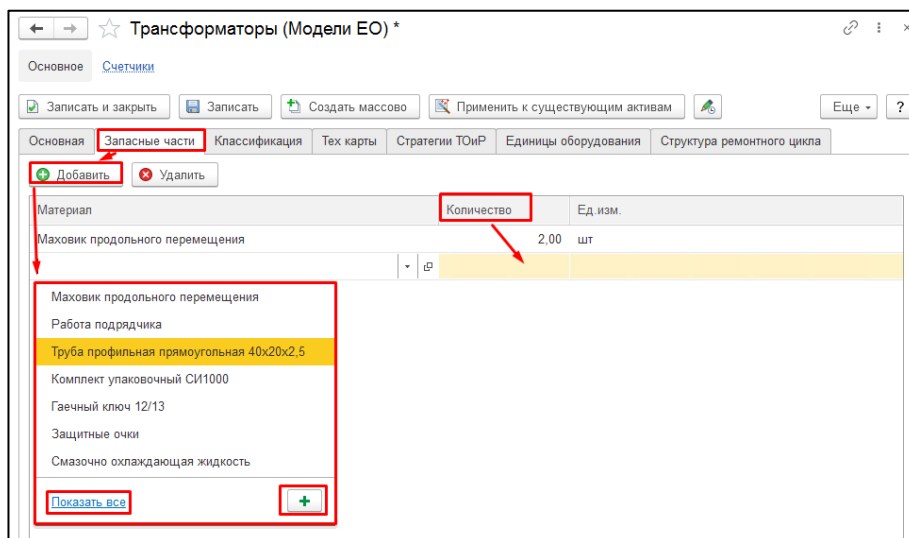 Трансформаторы (Модели ЕО) *
Основное Счетчики
Записать и закрыть Записать Создать массово Применить к существующим активам Еще ?
Основная Запасные части Классификация Тех карты Стратегии ТОиР Единицы оборудования Структура ремонтного цикла
Добавить Удалить
Материал Количество Ед.изм.
Маховик продольного перемещения 2,00 шт
Маховик продольного перемещения
Работа подрядчика
Труба профильная прямоугольная 40х20х2,5
Комплект упаковочный СИ1000
Гаечный ключ 12/13
Защитные очки
Смазочно охлаждающая жидкость
Показать все